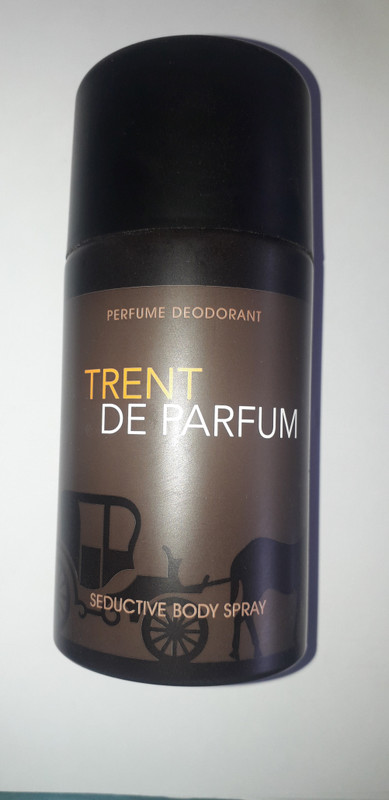 PERFUME DEODORANT
TRENT
DE PARFUM
SEDUCTIVE BODY SPRAY